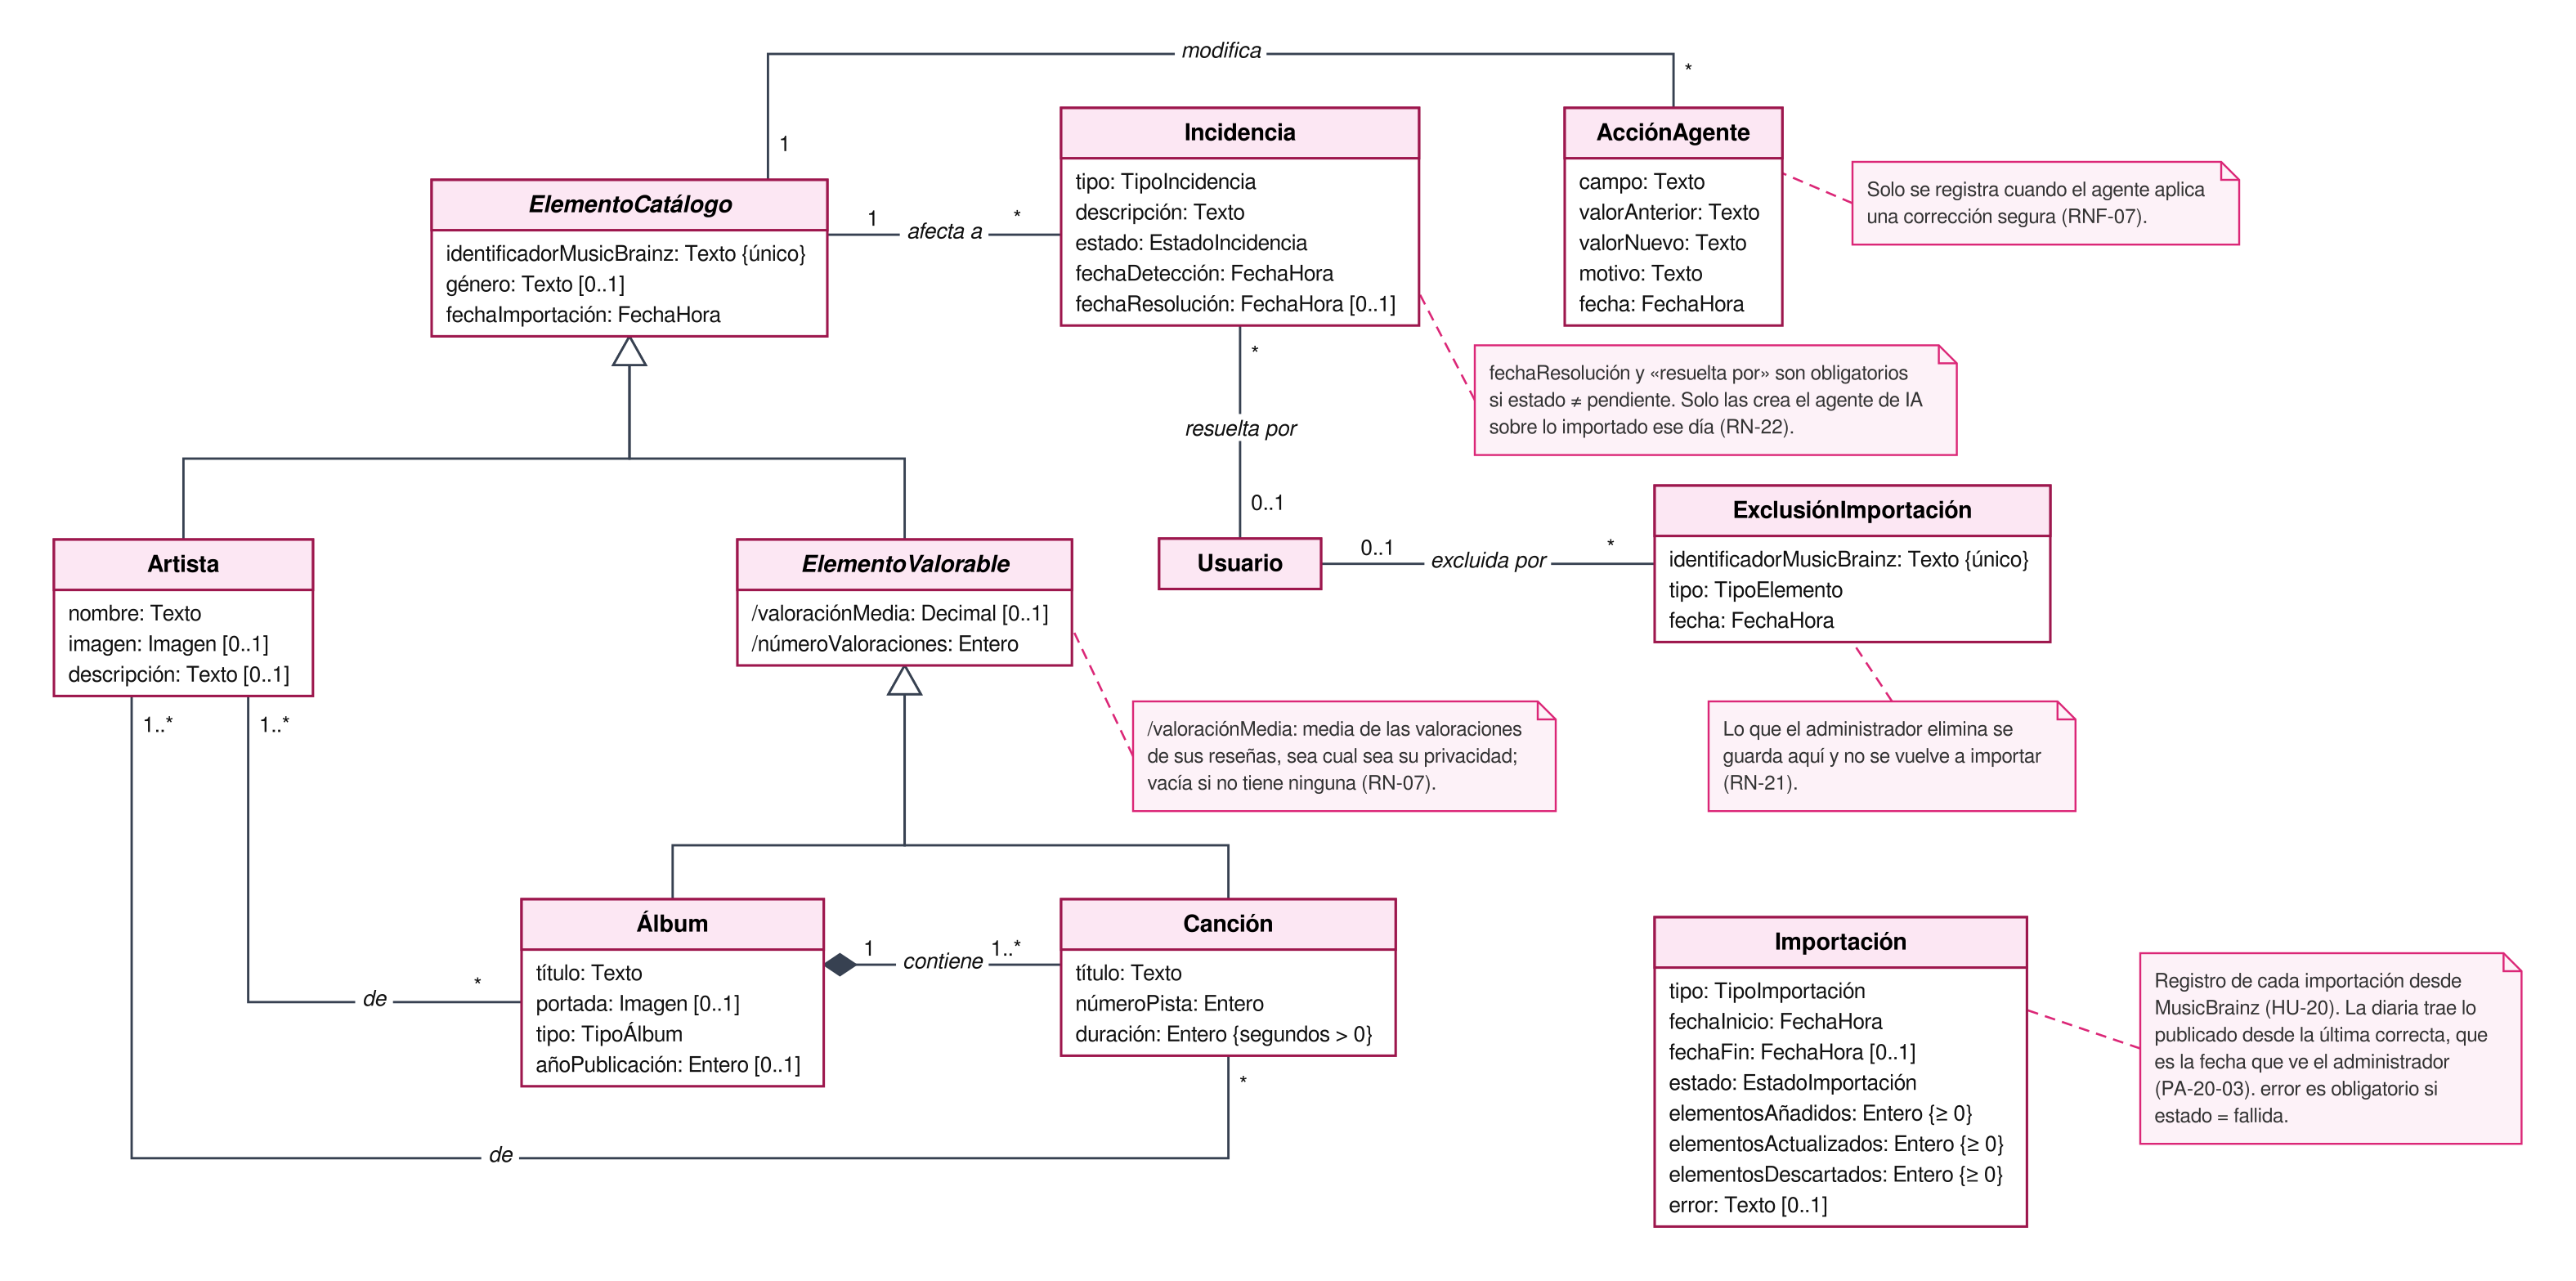 modifica
*
1
Incidencia
tipo: TipoIncidencia
descripción: Texto
estado: EstadoIncidencia
fechaDetección: FechaHora
fechaResolución: FechaHora [0..1]
AcciónAgente
campo: Texto
valorAnterior: Texto
valorNuevo: Texto
motivo: Texto
fecha: FechaHora
Solo se registra cuando el agente aplica
una corrección segura (RNF-07).
ElementoCatálogo
identificadorMusicBrainz: Texto {único}
género: Texto [0..1]
fechaImportación: FechaHora
1
afecta a
*
fechaResolución y «resuelta por» son obligatorios
si estado ≠ pendiente. Solo las crea el agente de IA
sobre lo importado ese día (RN-22).
*
resuelta por
0..1
Artista
nombre: Texto
imagen: Imagen [0..1]
descripción: Texto [0..1]
ElementoValorable
/valoraciónMedia: Decimal [0..1]
/númeroValoraciones: Entero
Usuario
0..1
excluida por
*
ExclusiónImportación
identificadorMusicBrainz: Texto {único}
tipo: TipoElemento
fecha: FechaHora
1..*
1..*
/valoraciónMedia: media de las valoraciones
de sus reseñas, sea cual sea su privacidad;
vacía si no tiene ninguna (RN-07).
Lo que el administrador elimina se
guarda aquí y no se vuelve a importar
(RN-21).
Álbum
título: Texto
portada: Imagen [0..1]
tipo: TipoÁlbum
añoPublicación: Entero [0..1]
1
contiene
1..*
Canción
título: Texto
númeroPista: Entero
duración: Entero {segundos > 0}
de
*
*
de
Importación
tipo: TipoImportación
fechaInicio: FechaHora
fechaFin: FechaHora [0..1]
estado: EstadoImportación
elementosAñadidos: Entero {≥ 0}
elementosActualizados: Entero {≥ 0}
elementosDescartados: Entero {≥ 0}
error: Texto [0..1]
Registro de cada importación desde
MusicBrainz (HU-20). La diaria trae lo
publicado desde la última correcta, que
es la fecha que ve el administrador
(PA-20-03). error es obligatorio si
estado = fallida.